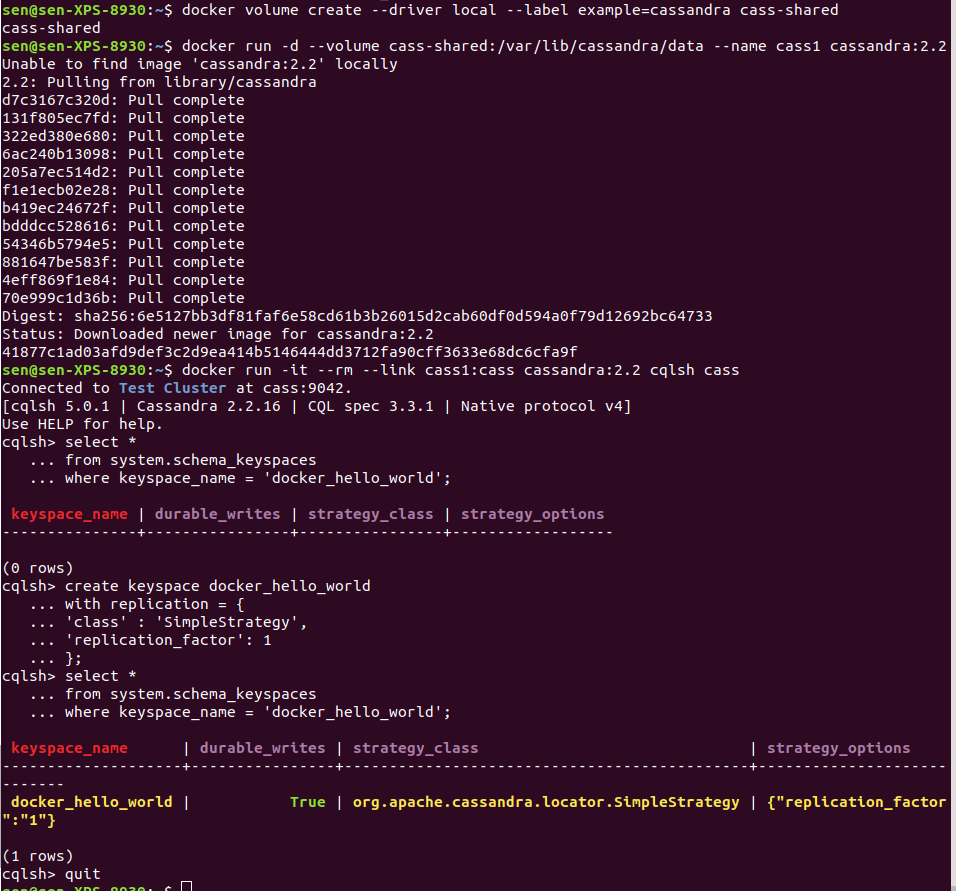 sen@sen-XPS-8930:~$ docker volume create --driver local --label example=cassandra cass-shared
cass-shared
sen@sen-XPS-8930:~$ docker run -d --volume cass-shared:/var/lib/cassandra/data --name cass1 cassandra:2.2
Unable to find image 'cassandra:2.2' locally
2.2: Pulling from library/cassandra
d7c3167c320d: Pull complete
131f805ec7fd: Pull complete
322ed380e680: Pull complete
6ac240b13098: Pull complete
205a7ec514d2: Pull complete
f1e1ecb02e28: Pull complete
b419ec24672f: Pull complete
bdddcc528616: Pull complete
54346b5794e5: Pull complete
881647be583f: Pull complete
4eff869f1e84: Pull complete
70e999c1d36b: Pull complete
Digest: sha256:6e5127bb3df81faf6e58cd61b3b26015d2cab60df0d594a0f79d12692bc64733
Status: Downloaded newer image for cassandra:2.2
41877c1ad03afd9def3c2d9ea414b5146444dd3712fa90cff3633e68dc6cfa9f
sen@sen-XPS-8930:~$ docker run -it --rm --link cass1:cass cassandra:2.2 cqlsh cass
Connected to Test Cluster at cass:9042.
[cqlsh 5.0.1 | Cassandra 2.2.16 | CQL spec 3.3.1 | Native protocol v4]
Use HELP for help.
cqlsh> select *
   ... from system.schema_keyspaces
   ... where keyspace_name = 'docker_hello_world';
 keyspace_name | durable_writes | strategy_class | strategy_options
---------------+----------------+----------------+------------------
(0 rows)
cqlsh> create keyspace docker_hello_world
   ... with replication = {
   ... 'class' : 'SimpleStrategy',
   ... 'replication_factor': 1
   ... };
cqlsh> select *
   ... from system.schema_keyspaces
   ... where keyspace_name = 'docker_hello_world';
 keyspace_name      | durable_writes | strategy_class                              | strategy_options
--------------------+----------------+---------------------------------------------+---------------------
-------
 docker_hello_world |           True | org.apache.cassandra.locator.SimpleStrategy | {"replication_factor
":"1"}
(1 rows)
cqlsh> quit
sen@sen-XPS-8930:~$